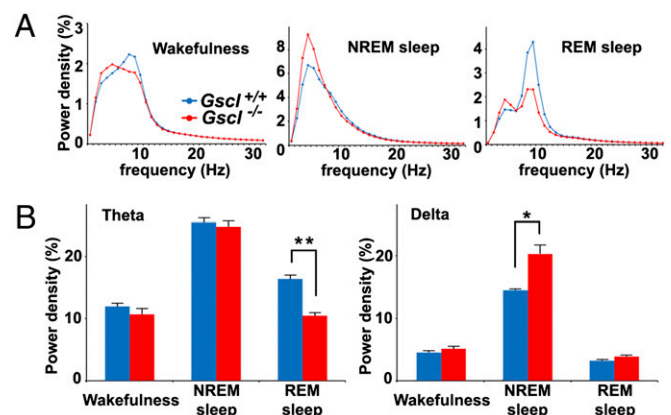 A
Wakefulness
NREM sleep
REM sleep
Power density (%)
3
2
1
0
8
6
4
2
0
4
3
2
1
0
Gscl +/+
Gscl -/-
10 20 30
10 20 30
10 20 30
frequency (Hz)
frequency (Hz)
frequency (Hz)
B
Theta
Power density (%)
20
10
0
**
Wakefulness NREM sleep REM sleep
Delta
Power density (%)
20
10
0
*
Wakefulness NREM sleep REM sleep